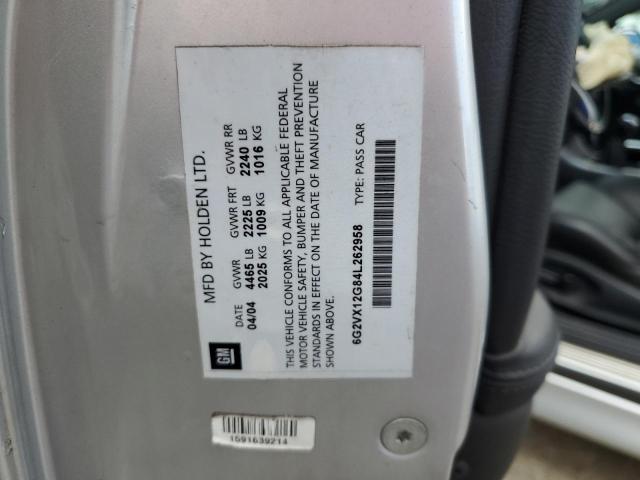 MFD BY HOLDEN LTD.
DATE GVWR GVWR FRT GVWR RR
04/04 4465 LB 2225 LB 2240 LB
2025 KG 1009 KG 1016 KG
THIS VEHICLE CONFORMS TO ALL APPLICABLE FEDERAL
MOTOR VEHICLE SAFETY, BUMPER AND THEFT PREVENTION
STANDARDS IN EFFECT ON THE DATE OF MANUFACTURE
SHOWN ABOVE.
6G2VX12G84L262958 TYPE: PASS CAR
GM
1591639214